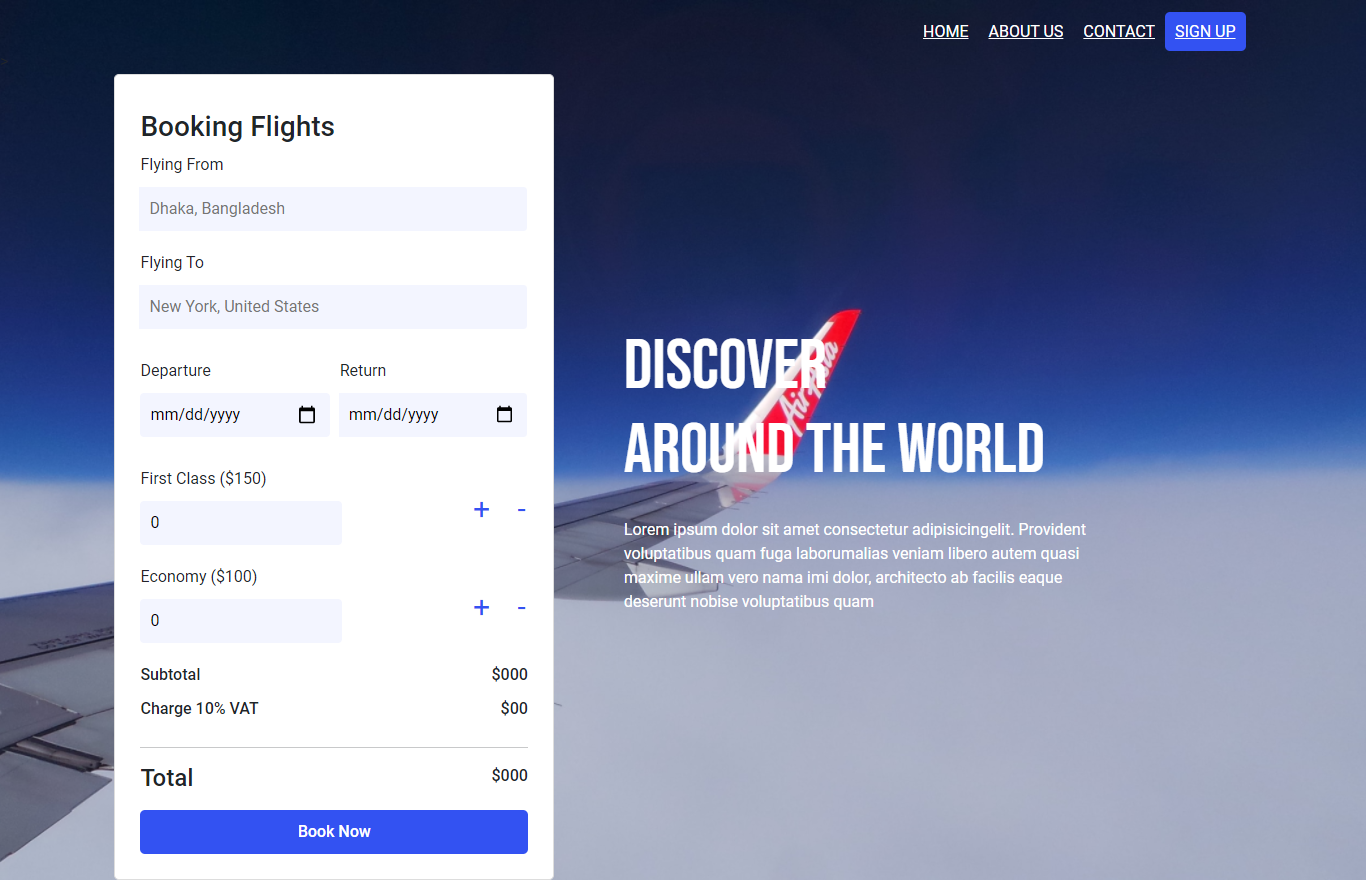 HOME ABOUT US CONTACT SIGN UP
Booking Flights
Flying From
Dhaka, Bangladesh
Flying To
New York, United States
Departure Return
mm/dd/yyyy mm/dd/yyyy
First Class ($150)
0 + -
Economy ($100)
0 + -
Subtotal $000
Charge 10% VAT $00
Total $000
Book Now
DISCOVER
AROUND THE WORLD
AirAsia
Lorem ipsum dolor sit amet consectetur adipisicingelit. Provident
voluptatibus quam fuga laborumalias veniam libero autem quasi
maxime ullam vero nama imi dolor, architecto ab facilis eaque
deserunt nobise voluptatibus quam